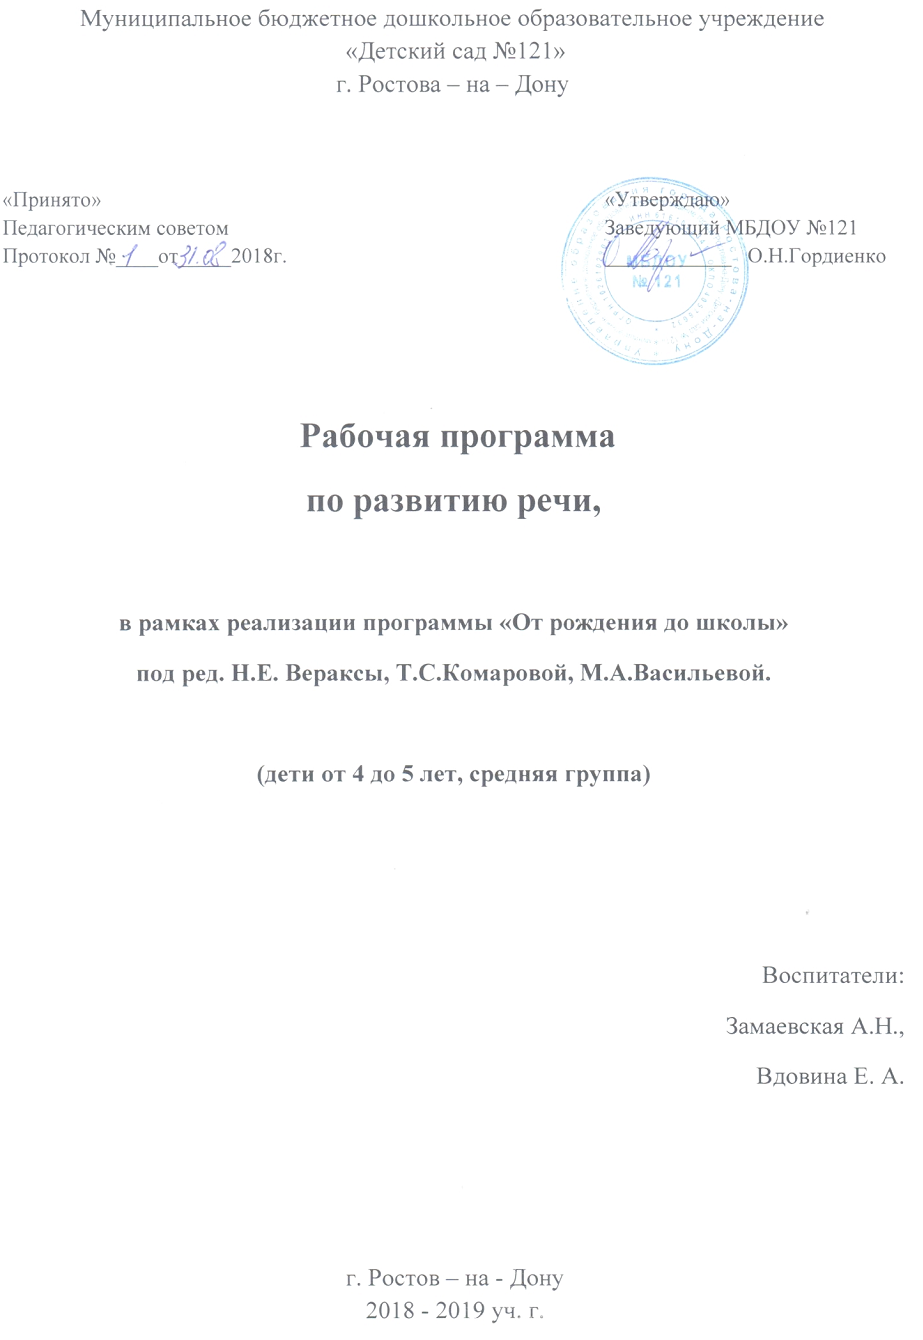 Муниципальное бюджетное дошкольное образовательное учреждение
«Детский сад №121»
г. Ростова – на – Дону
«Принято»
Педагогическим советом
Протокол № 1 от 31.08 2018г.
«Утверждаю»
Заведующий МБДОУ №121
О.Н.Гордиенко
МБДОУ
№ 121
Рабочая программа
по развитию речи,
в рамках реализации программы «От рождения до школы»
под ред. Н.Е. Вераксы, Т.С.Комаровой, М.А.Васильевой.
(дети от 4 до 5 лет, средняя группа)
Воспитатели:
Замаевская А.Н.,
Вдовина Е. А.
г. Ростов – на - Дону
2018 - 2019 уч. г.